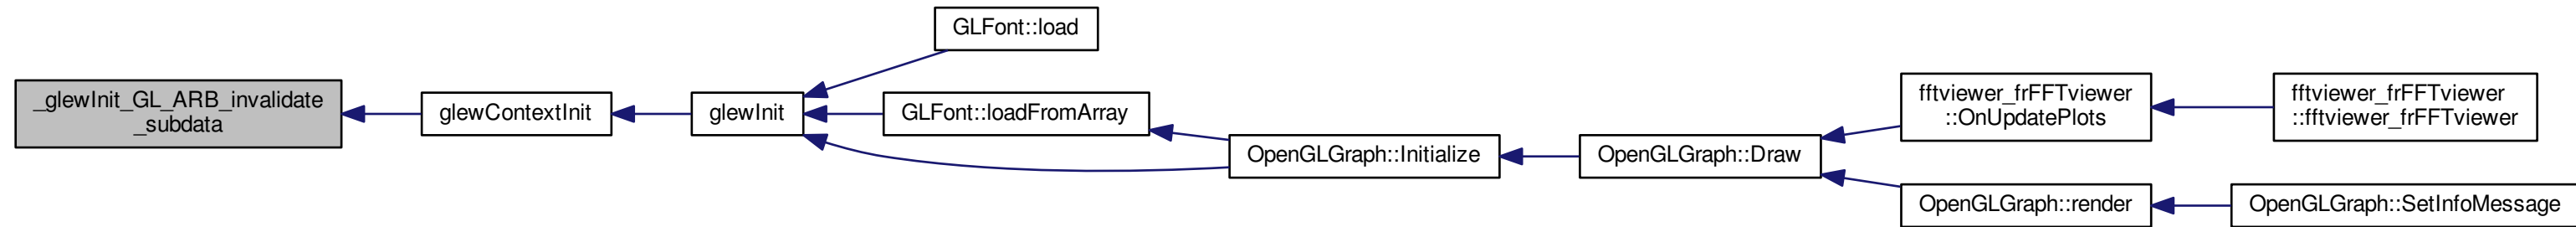 _glewInit_GL_ARB_invalidate
_subdata
glewContextInit
glewInit
GLFont::load
GLFont::loadFromArray
OpenGLGraph::Initialize
OpenGLGraph::Draw
fftviewer_frFFTviewer
::OnUpdatePlots
fftviewer_frFFTviewer
::fftviewer_frFFTviewer
OpenGLGraph::render
OpenGLGraph::SetInfoMessage